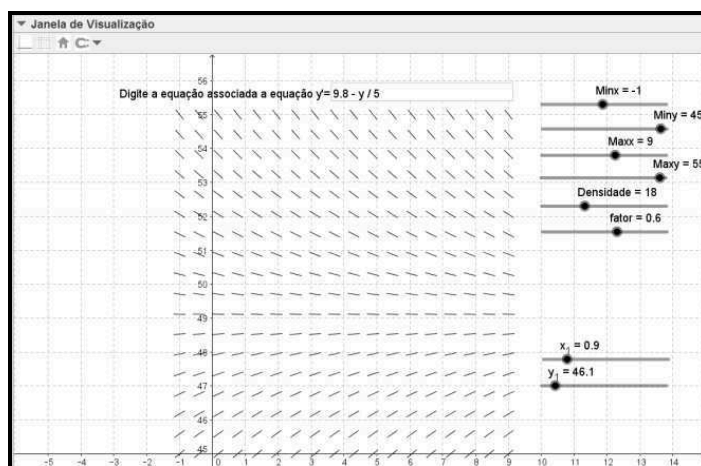 Janela de Visualização
Digite a equação associada a equação y'= 9.8 - y / 5
Minx = -1
Miny = 45
Maxx = 9
Maxy = 55
Densidade = 18
fator = 0.6
x₁ = 0.9
y₁ = 46.1
56
55
54
53
52
51
50
49
48
47
46
45
-5 -4 -3 -2 -1 0 1 2 3 4 5 6 7 8 9 10 11 12 13 14